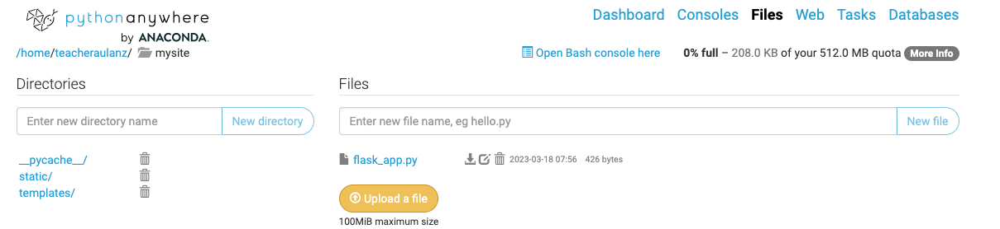 pythonanywhere
by ANACONDA.
Dashboard Consoles Files Web Tasks Databases
/home/teacheraulanz/ mysite
Open Bash console here 0% full – 208.0 KB of your 512.0 MB quota More Info
Directories
Enter new directory name New directory
__pycache__/
static/
templates/
Files
Enter new file name, eg hello.py New file
flask_app.py 2023-03-18 07:56 426 bytes
Upload a file
100MiB maximum size